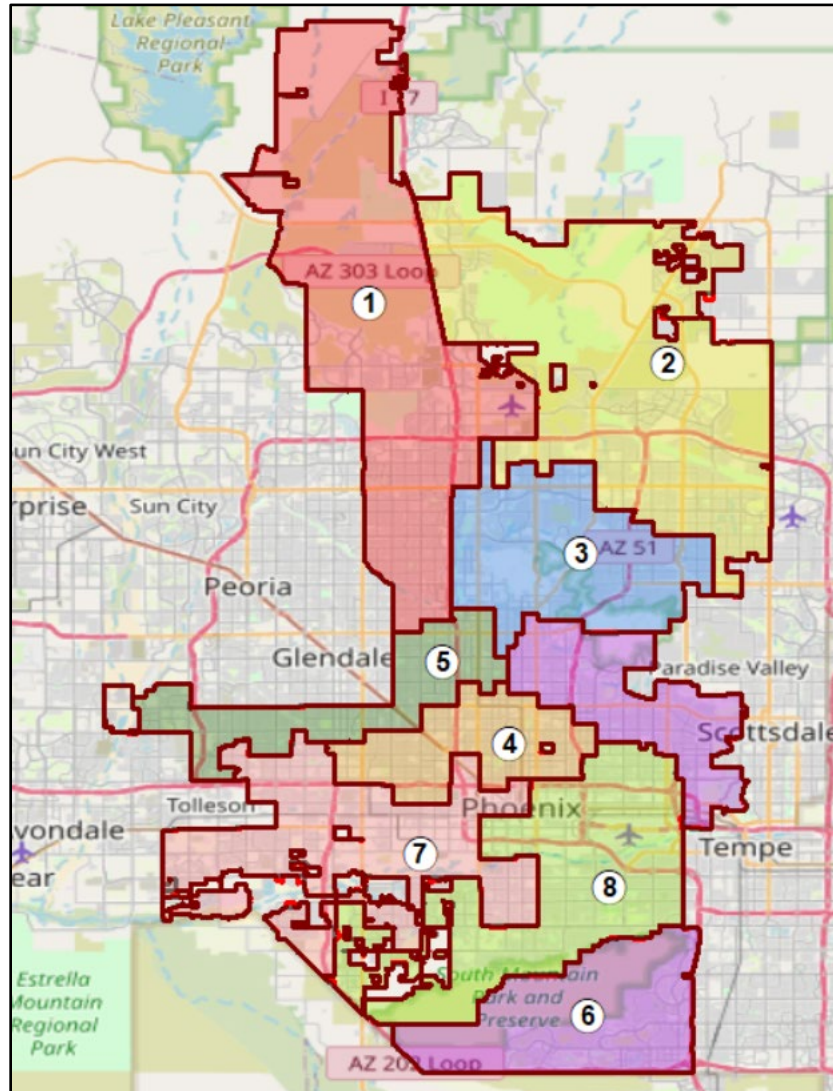 Lake Pleasant
Regional
Park
I 17
AZ 303 Loop
1
2
un City West
Sun City
rprise
3
AZ 51
Peoria
Glendale
5
Paradise Valley
4
Scottsdale
Tolleson
Phoenix
vondale
7
Tempe
ear
8
Estrella
Mountain
Regional
Park
South Mountain
Park and
Preserve
6
AZ 202 Loop